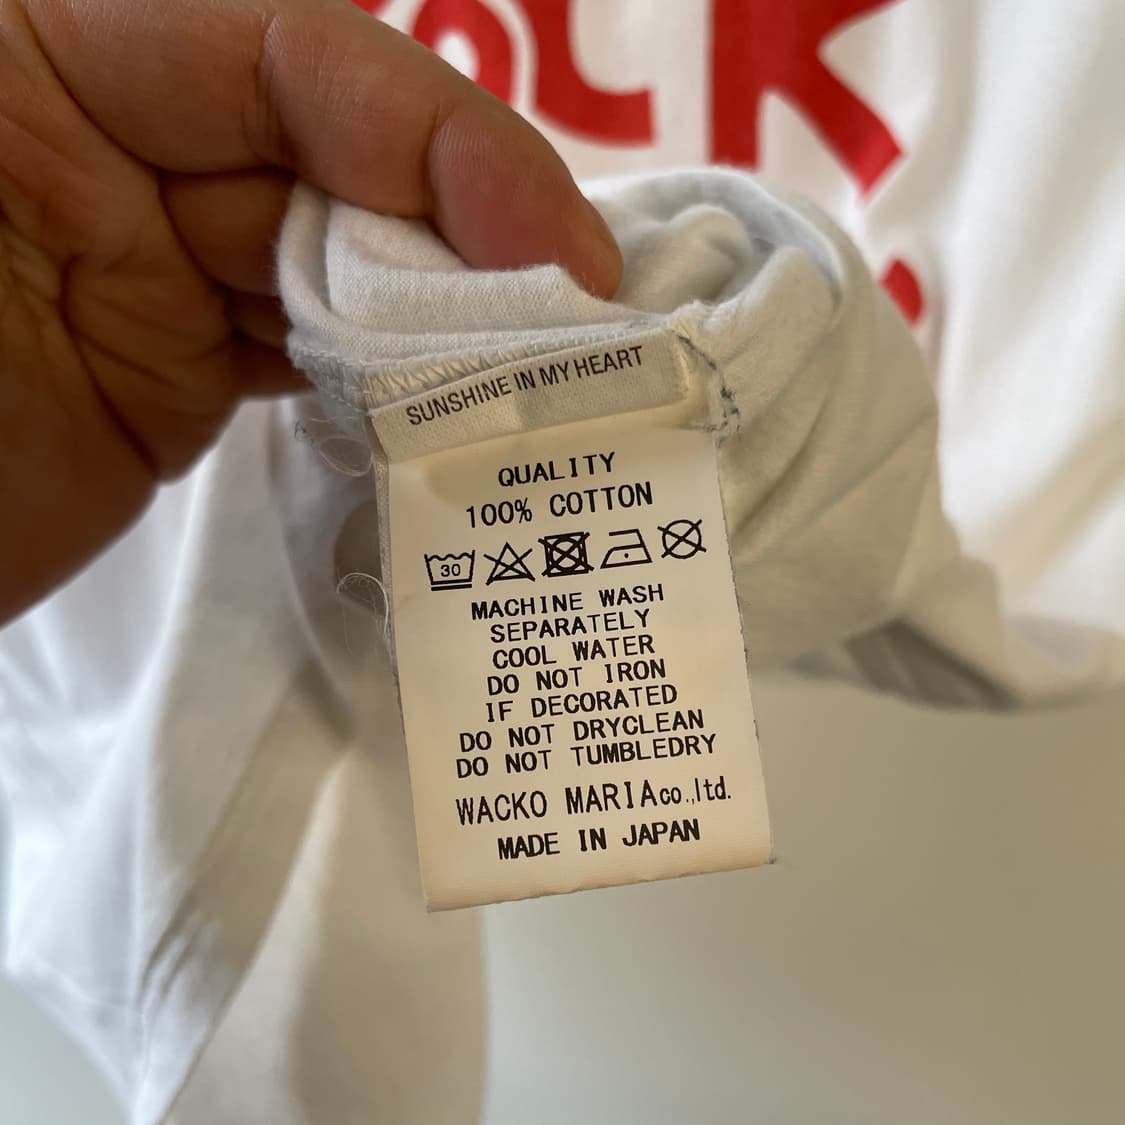 OCK
SUNSHINE IN MY HEART
QUALITY
100% COTTON
30
MACHINE WASH
SEPARATELY
COOL WATER
DO NOT IRON
IF DECORATED
DO NOT DRYCLEAN
DO NOT TUMBLEDRY
WACKO MARIA co.,ltd.
MADE IN JAPAN